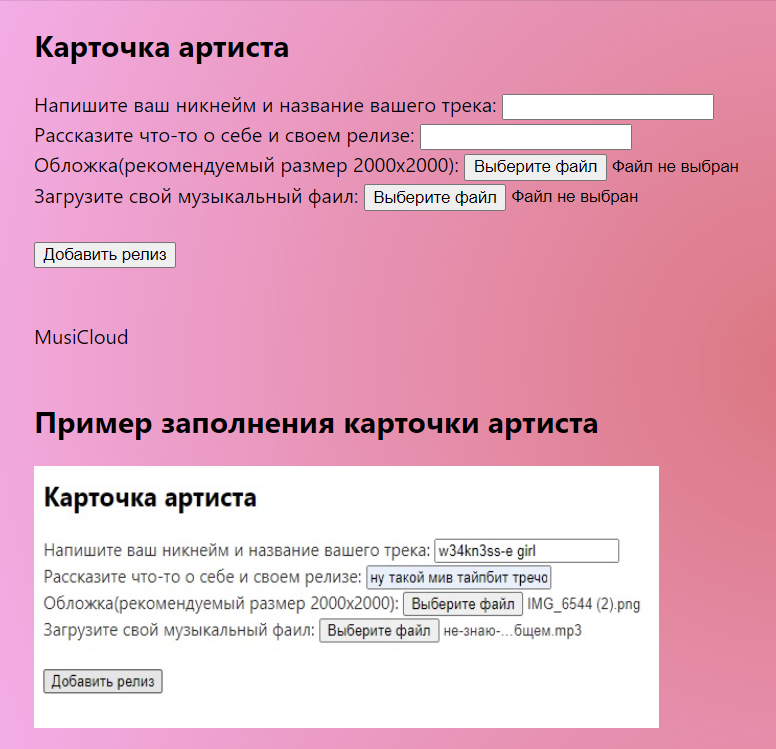 Карточка артиста
Напишите ваш никнейм и название вашего трека:
Рассказите что-то о себе и своем релизе:
Обложка(рекомендуемый размер 2000x2000): Выберите файл Файл не выбран
Загрузите свой музыкальный фаил: Выберите файл Файл не выбран
Добавить релиз
MusiCloud
Пример заполнения карточки артиста
Карточка артиста
Напишите ваш никнейм и название вашего трека: w34kn3ss-e girl
Рассказите что-то о себе и своем релизе: ну такой мив тайпбит тречо
Обложка(рекомендуемый размер 2000x2000): Выберите файл IMG_6544 (2).png
Загрузите свой музыкальный фаил: Выберите файл не-знаю-...бщем.mp3
Добавить релиз